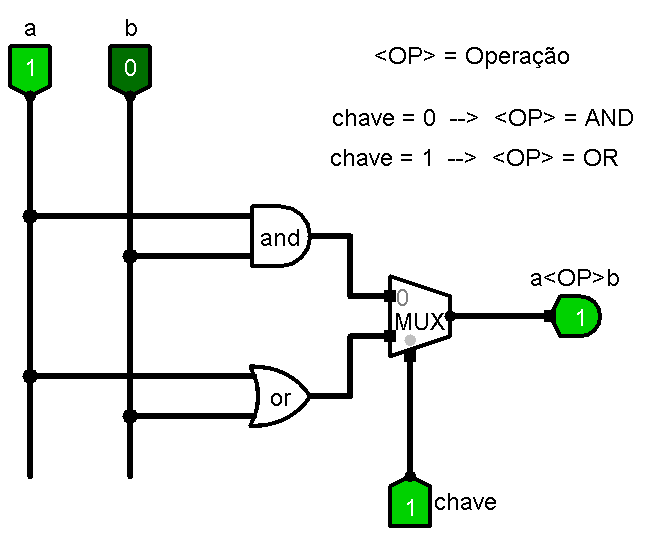 a
b
1
0
<OP> = Operação
chave = 0 --> <OP> = AND
chave = 1 --> <OP> = OR
and
a<OP>b
0
MUX
1
or
1
chave